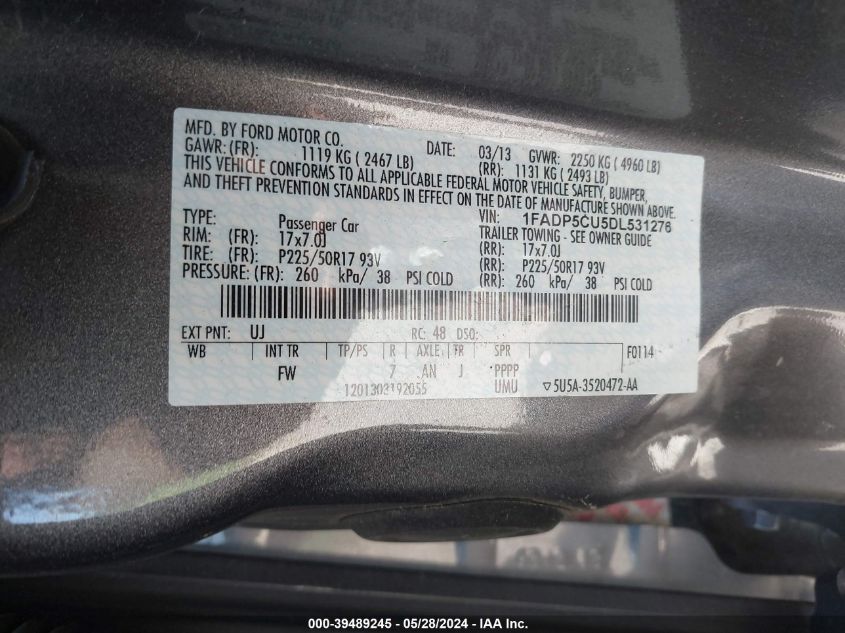 MFD. BY FORD MOTOR CO. DATE: 03/13 GVWR: 2250 KG ( 4960 LB)
GAWR: (FR): 1119 KG ( 2467 LB) (RR): 1131 KG ( 2493 LB)
THIS VEHICLE CONFORMS TO ALL APPLICABLE FEDERAL MOTOR VEHICLE SAFETY, BUMPER,
AND THEFT PREVENTION STANDARDS IN EFFECT ON THE DATE OF MANUFACTURE SHOWN ABOVE.
VIN: 1FADP5CU5DL531276
TYPE: Passenger Car TRAILER TOWING - SEE OWNER GUIDE
RIM: (FR): 17x7.0J (RR): 17x7.0J
TIRE: (FR): P225/50R17 93V (RR): P225/50R17 93V
PRESSURE: (FR): 260 kPa/ 38 PSI COLD (RR): 260 kPa/ 38 PSI COLD
EXT PNT: UJ RC: 48 DSO:
WB INT TR TP/PS R AXLE TR SPR F0114
FW 7 AN J PPPP
1201303192055 UMU ▽5U5A-3520472-AA
000-39489245 - 05/28/2024 - IAA Inc.